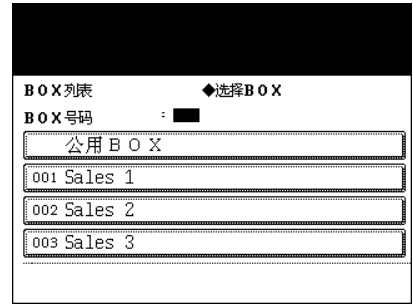 BOX列表 ◆选择BOX
BOX号码 :
公用BOX
001 Sales 1
002 Sales 2
003 Sales 3